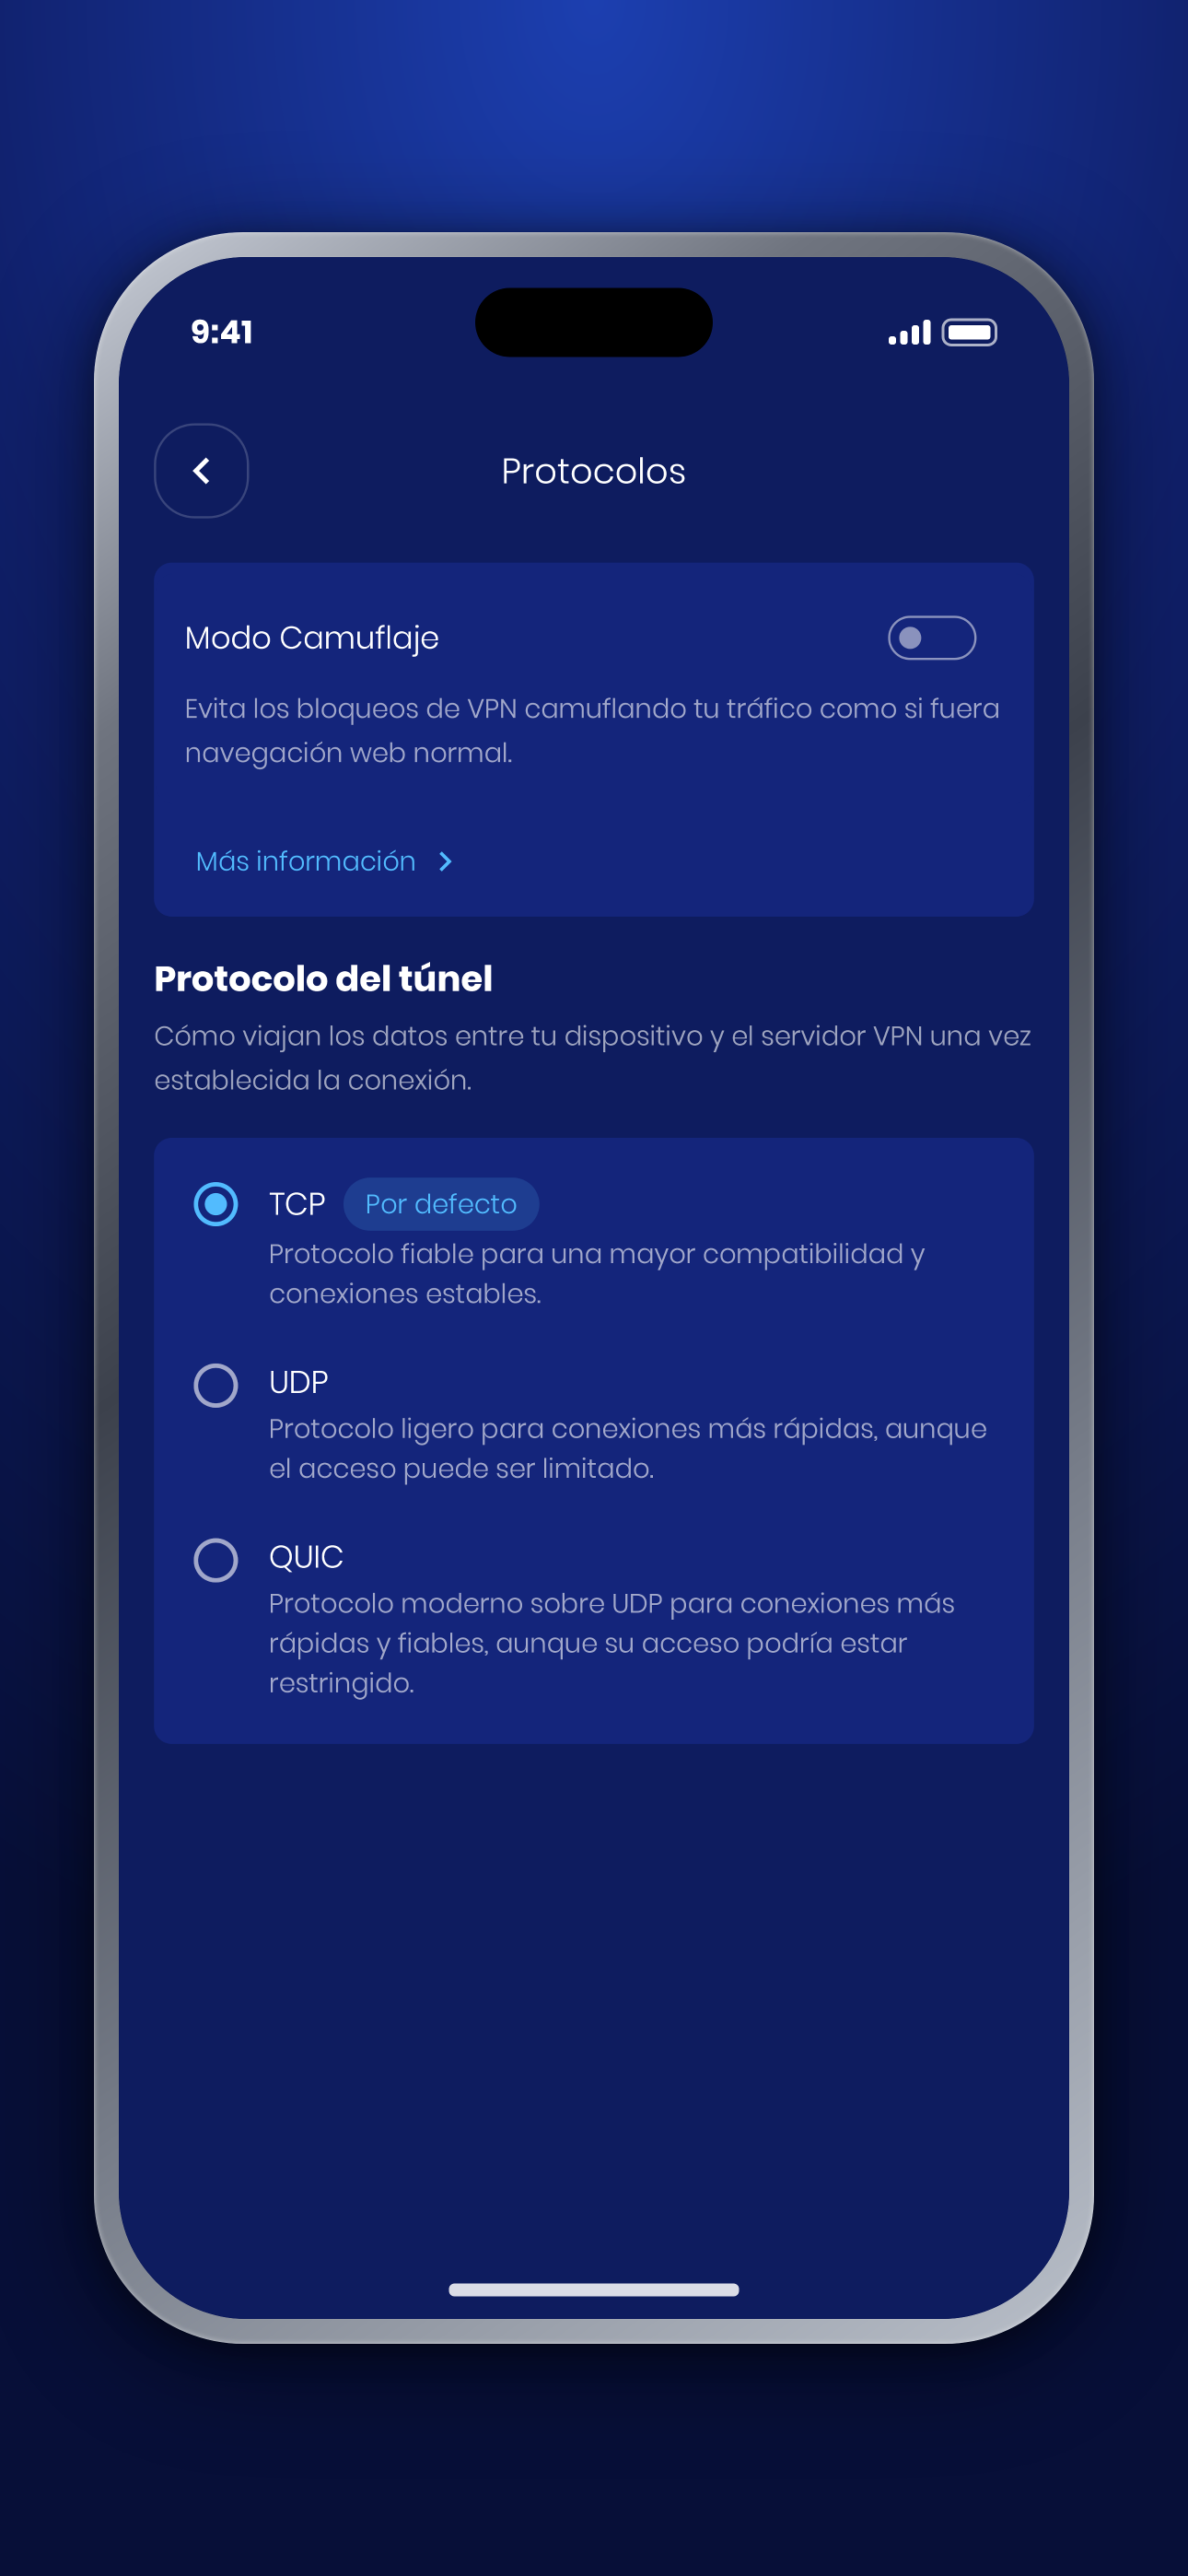 9:41
Protocolos
Modo Camuflaje
Evita los bloqueos de VPN camuflando tu tráfico como si fuera
navegación web normal.
Más información
Protocolo del túnel
Cómo viajan los datos entre tu dispositivo y el servidor VPN una vez
establecida la conexión.
TCP Por defecto
Protocolo fiable para una mayor compatibilidad y
conexiones estables.
UDP
Protocolo ligero para conexiones más rápidas, aunque
el acceso puede ser limitado.
QUIC
Protocolo moderno sobre UDP para conexiones más
rápidas y fiables, aunque su acceso podría estar
restringido.